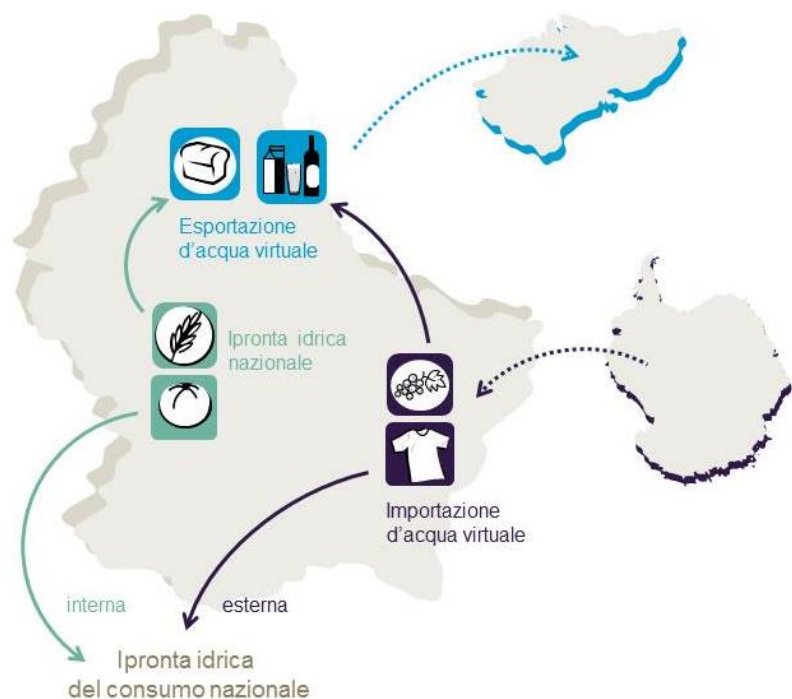 Esportazione
d'acqua virtuale
Ipronta idrica
nazionale
Importazione
d'acqua virtuale
interna
esterna
Ipronta idrica
del consumo nazionale